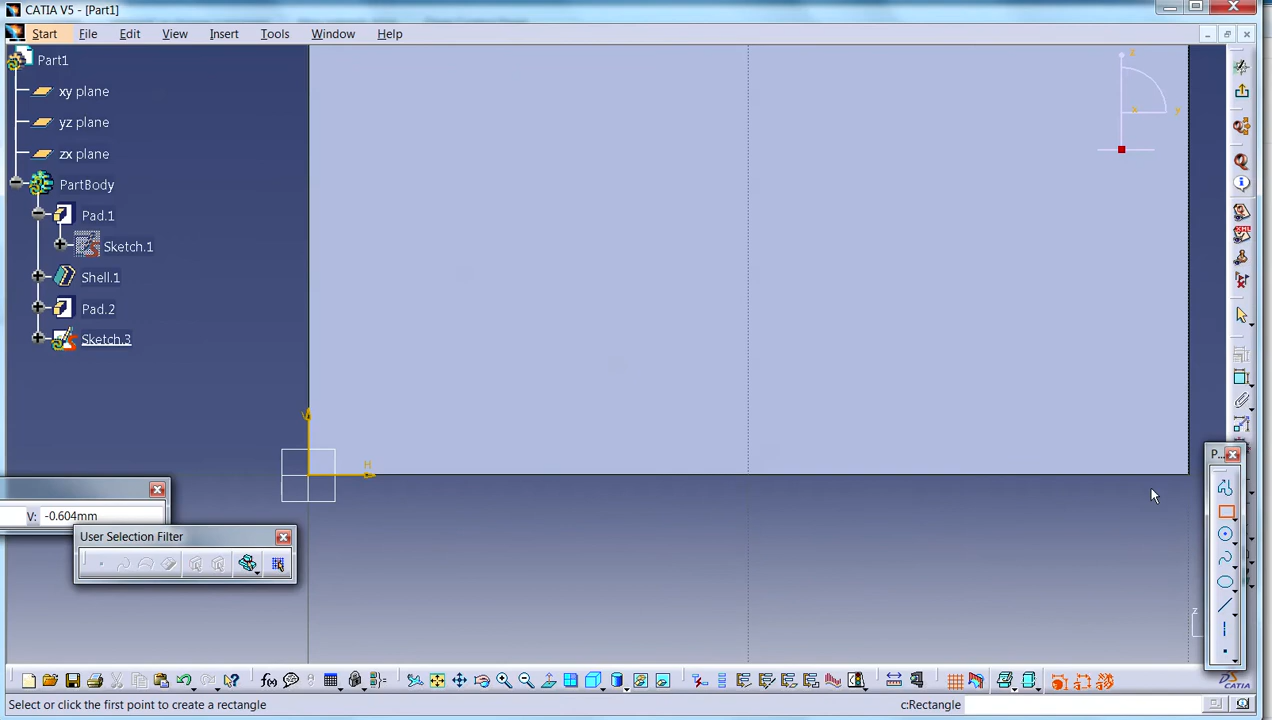 CATIA V5 - [Part1]
Start File Edit View Insert Tools Window Help
Part1
xy plane
yz plane
zx plane
PartBody
Pad.1
Sketch.1
Shell.1
Pad.2
Sketch.3
V
H
V: -0.604mm
User Selection Filter
P...
z
f(x)
CATIA
Select or click the first point to create a rectangle
c:Rectangle